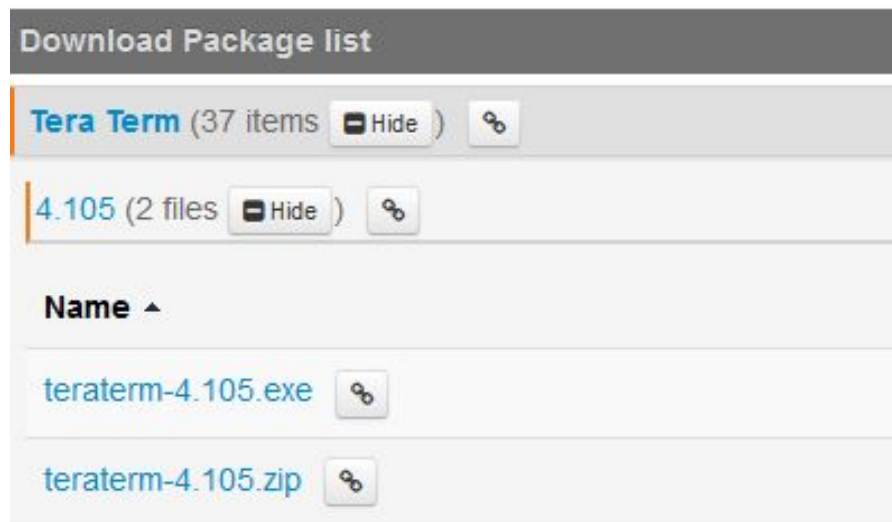 Download Package list
Tera Term (37 items Hide )
4.105 (2 files Hide )
Name
teraterm-4.105.exe
teraterm-4.105.zip